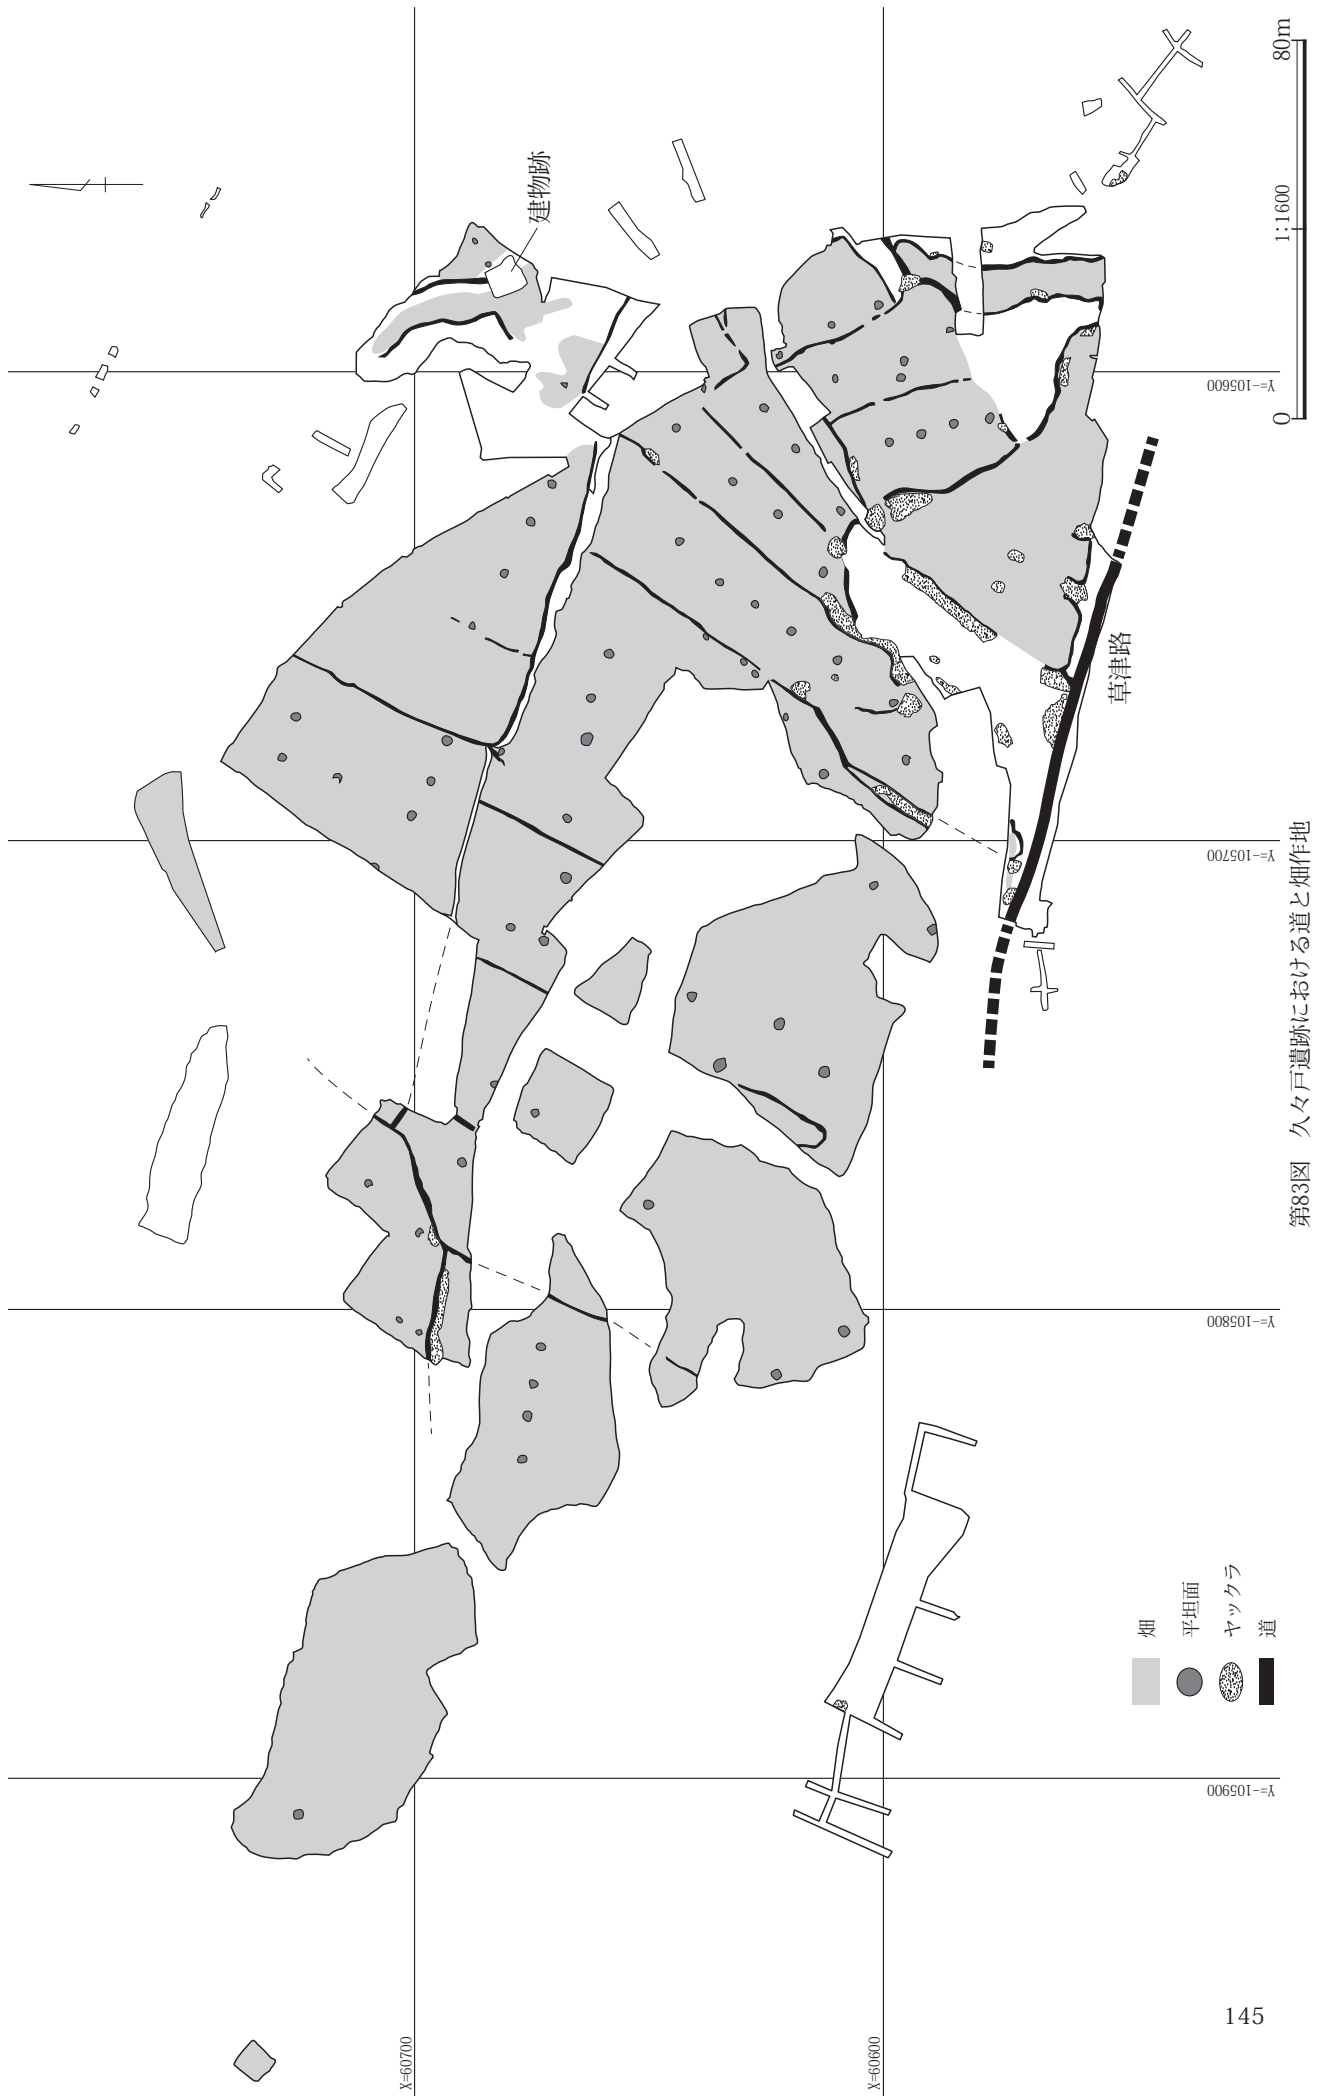 建物跡
草津路
Y=-105600
Y=-105700
Y=-105800
Y=-105900
X=60700
X=60600
畑
平坦面
ヤックラ
道
0
1:1600
80m
第83図　久々戸遺跡における道と畑作地
145